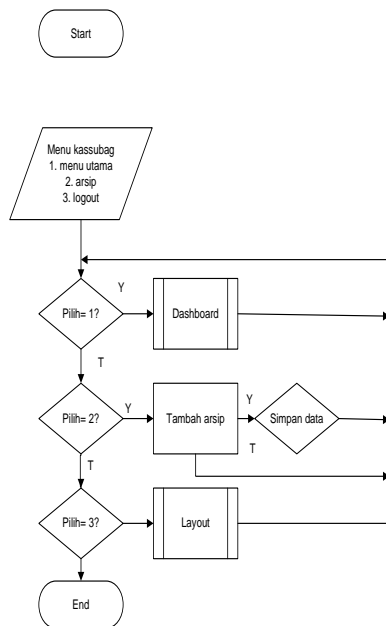 Start
Menu kassubag
1. menu utama
2. arsip
3. logout
Pilih= 1?
Y
Dashboard
T
Pilih= 2?
Y
Tambah arsip
Y
Simpan data
T
T
Pilih= 3?
Layout
End